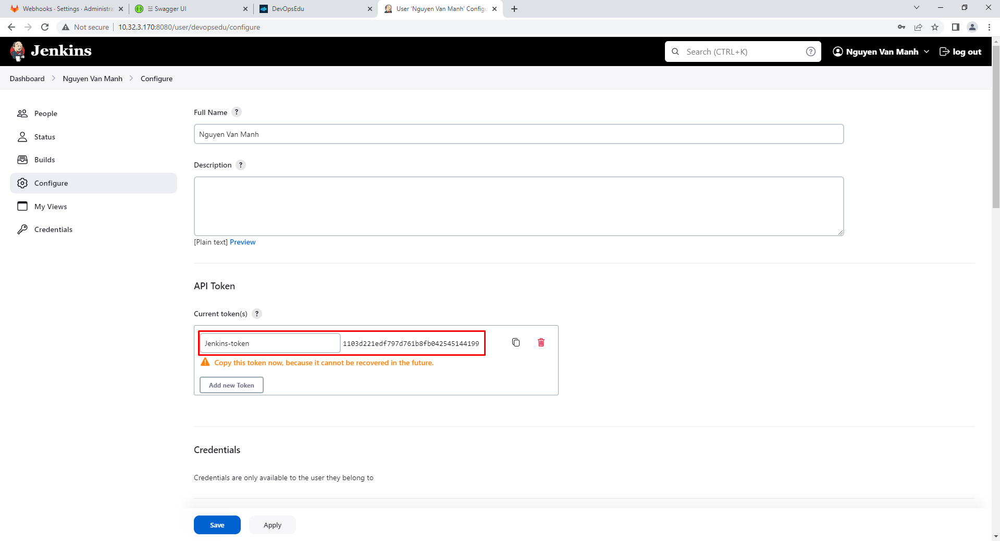 Webhooks · Settings · Administra
Swagger UI
DevOpsEdu
User 'Nguyen Van Manh' Configu
Not secure
10.32.3.170:8080/user/devopsedu/configure
Jenkins
Search (CTRL+K)
?
Nguyen Van Manh
log out
Dashboard
Nguyen Van Manh
Configure
People
Status
Builds
Configure
My Views
Credentials
Full Name ?
Nguyen Van Manh
Description ?
[Plain text] Preview
API Token
Current token(s) ?
Jenkins-token 1103d221edf797d761b8fb042545144199
Copy this token now, because it cannot be recovered in the future.
Add new Token
Credentials
Credentials are only available to the user they belong to
Save
Apply